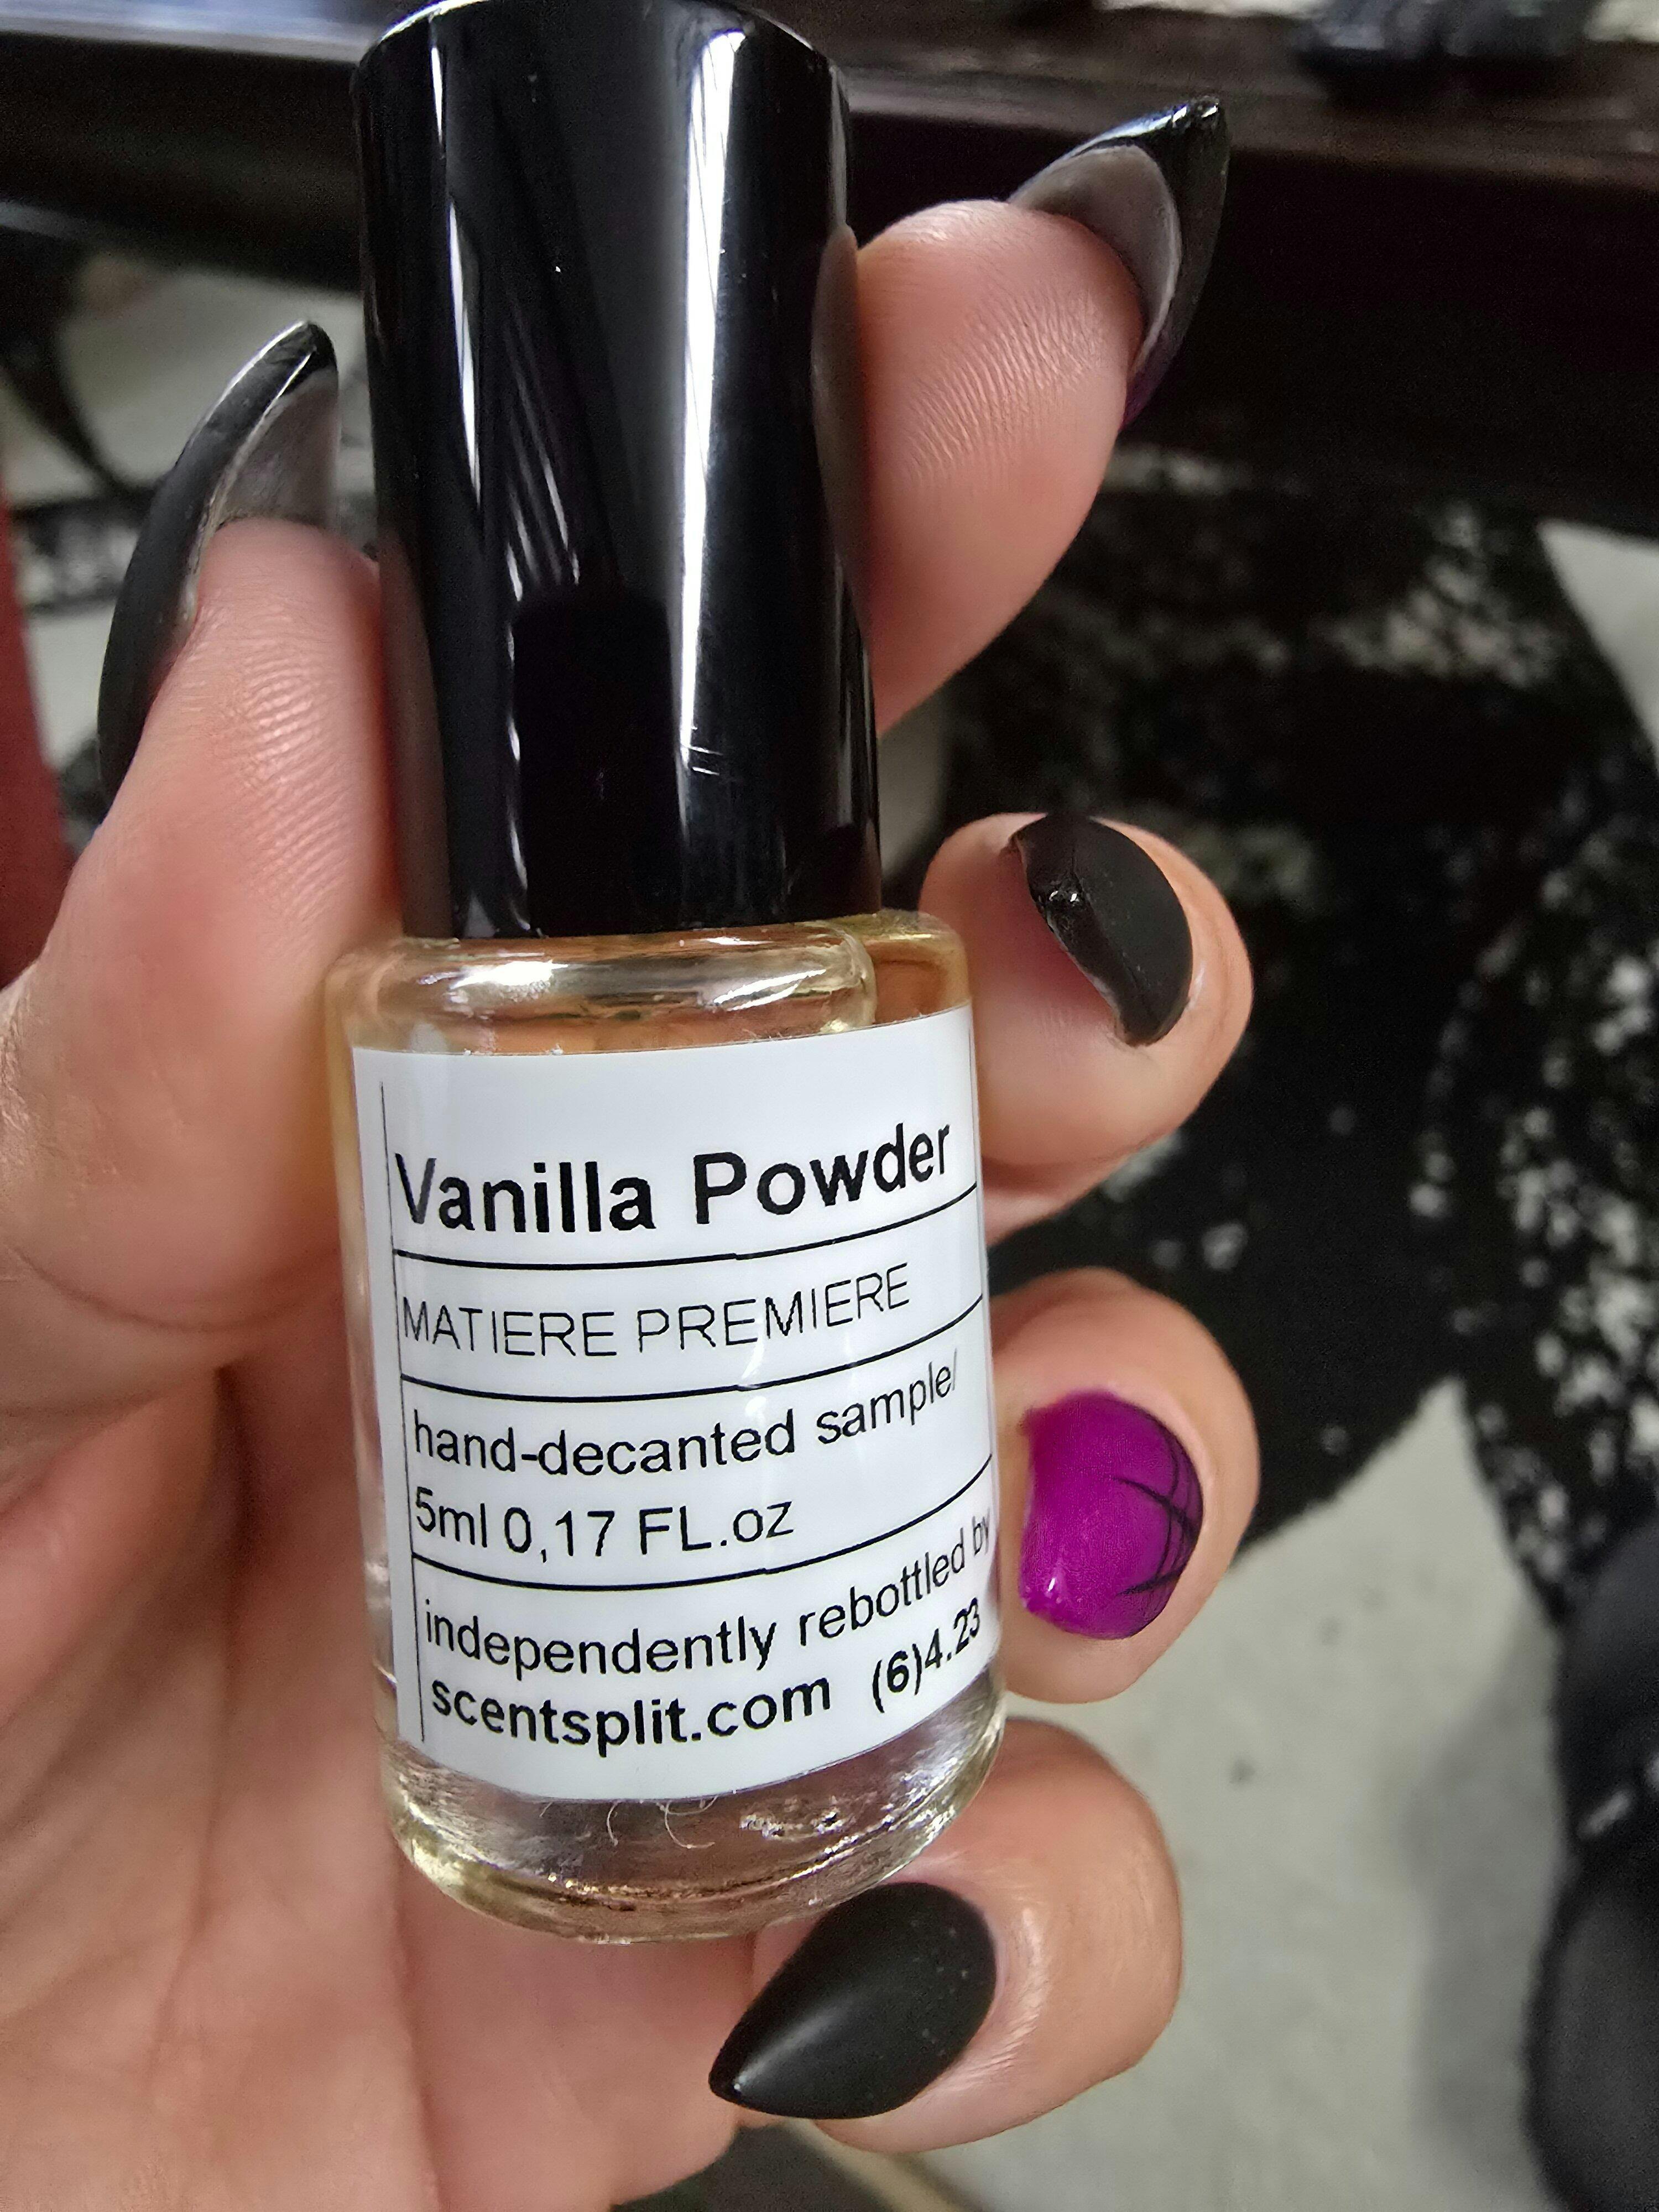 Vanilla Powder
MATIERE PREMIERE
hand-decanted sample/
5ml 0,17 FL.oz
independently rebottled by
scentsplit.com (6)4.23